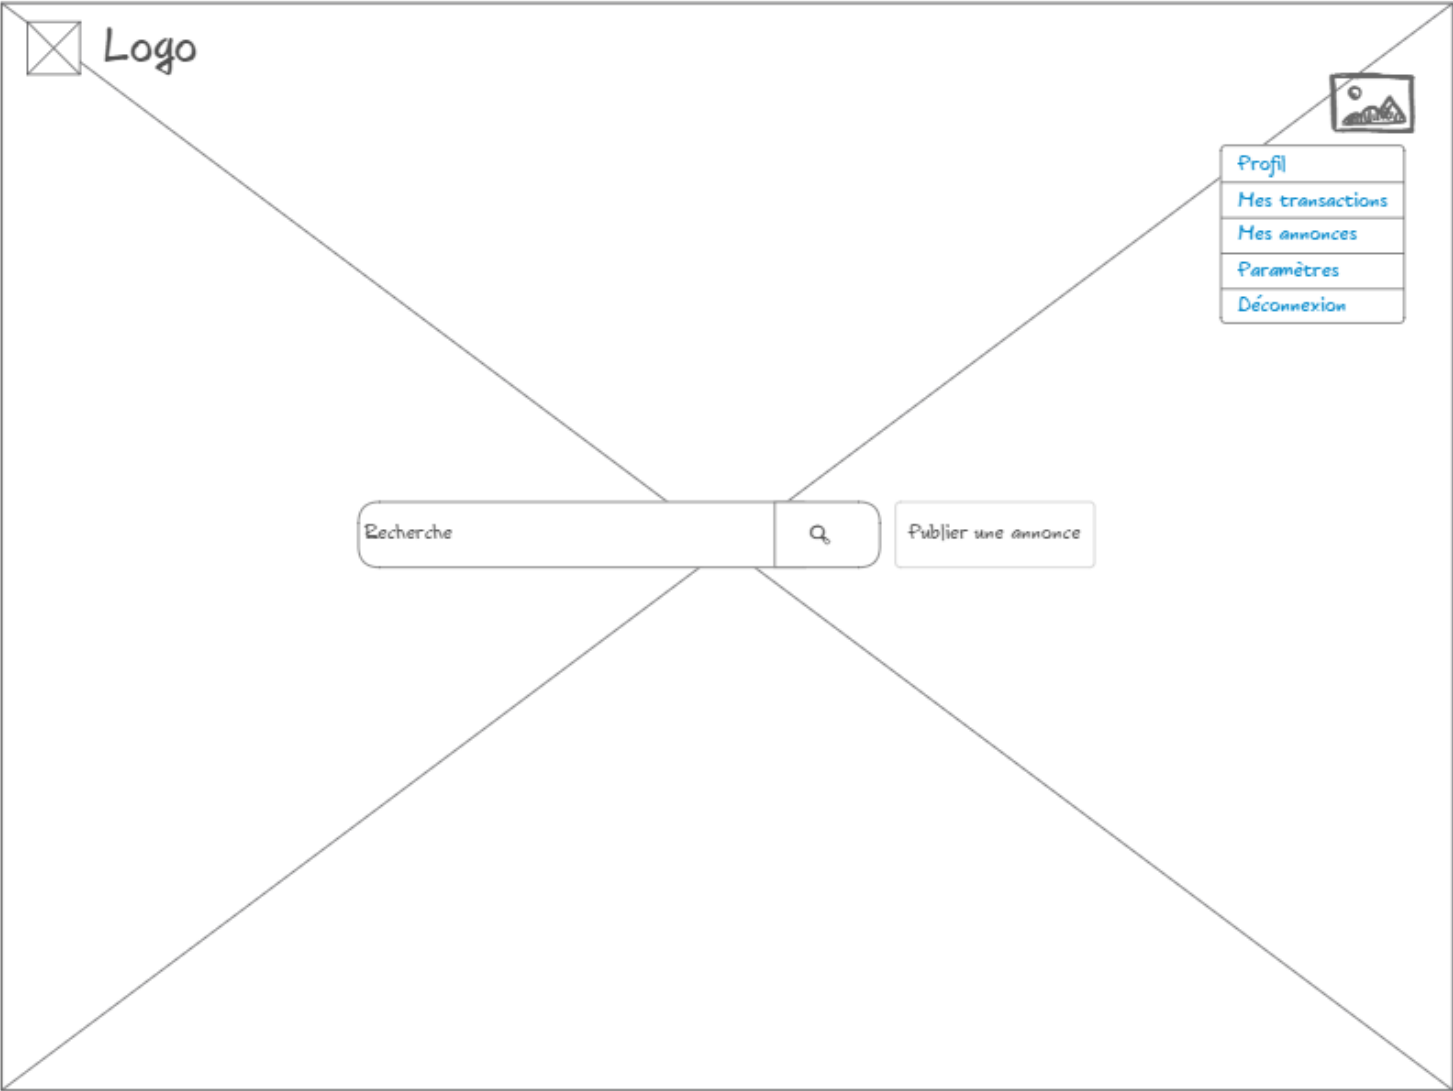 Logo
Profil
Mes transactions
Mes annonces
Paramètres
Déconnexion
Recherche
Publier une annonce